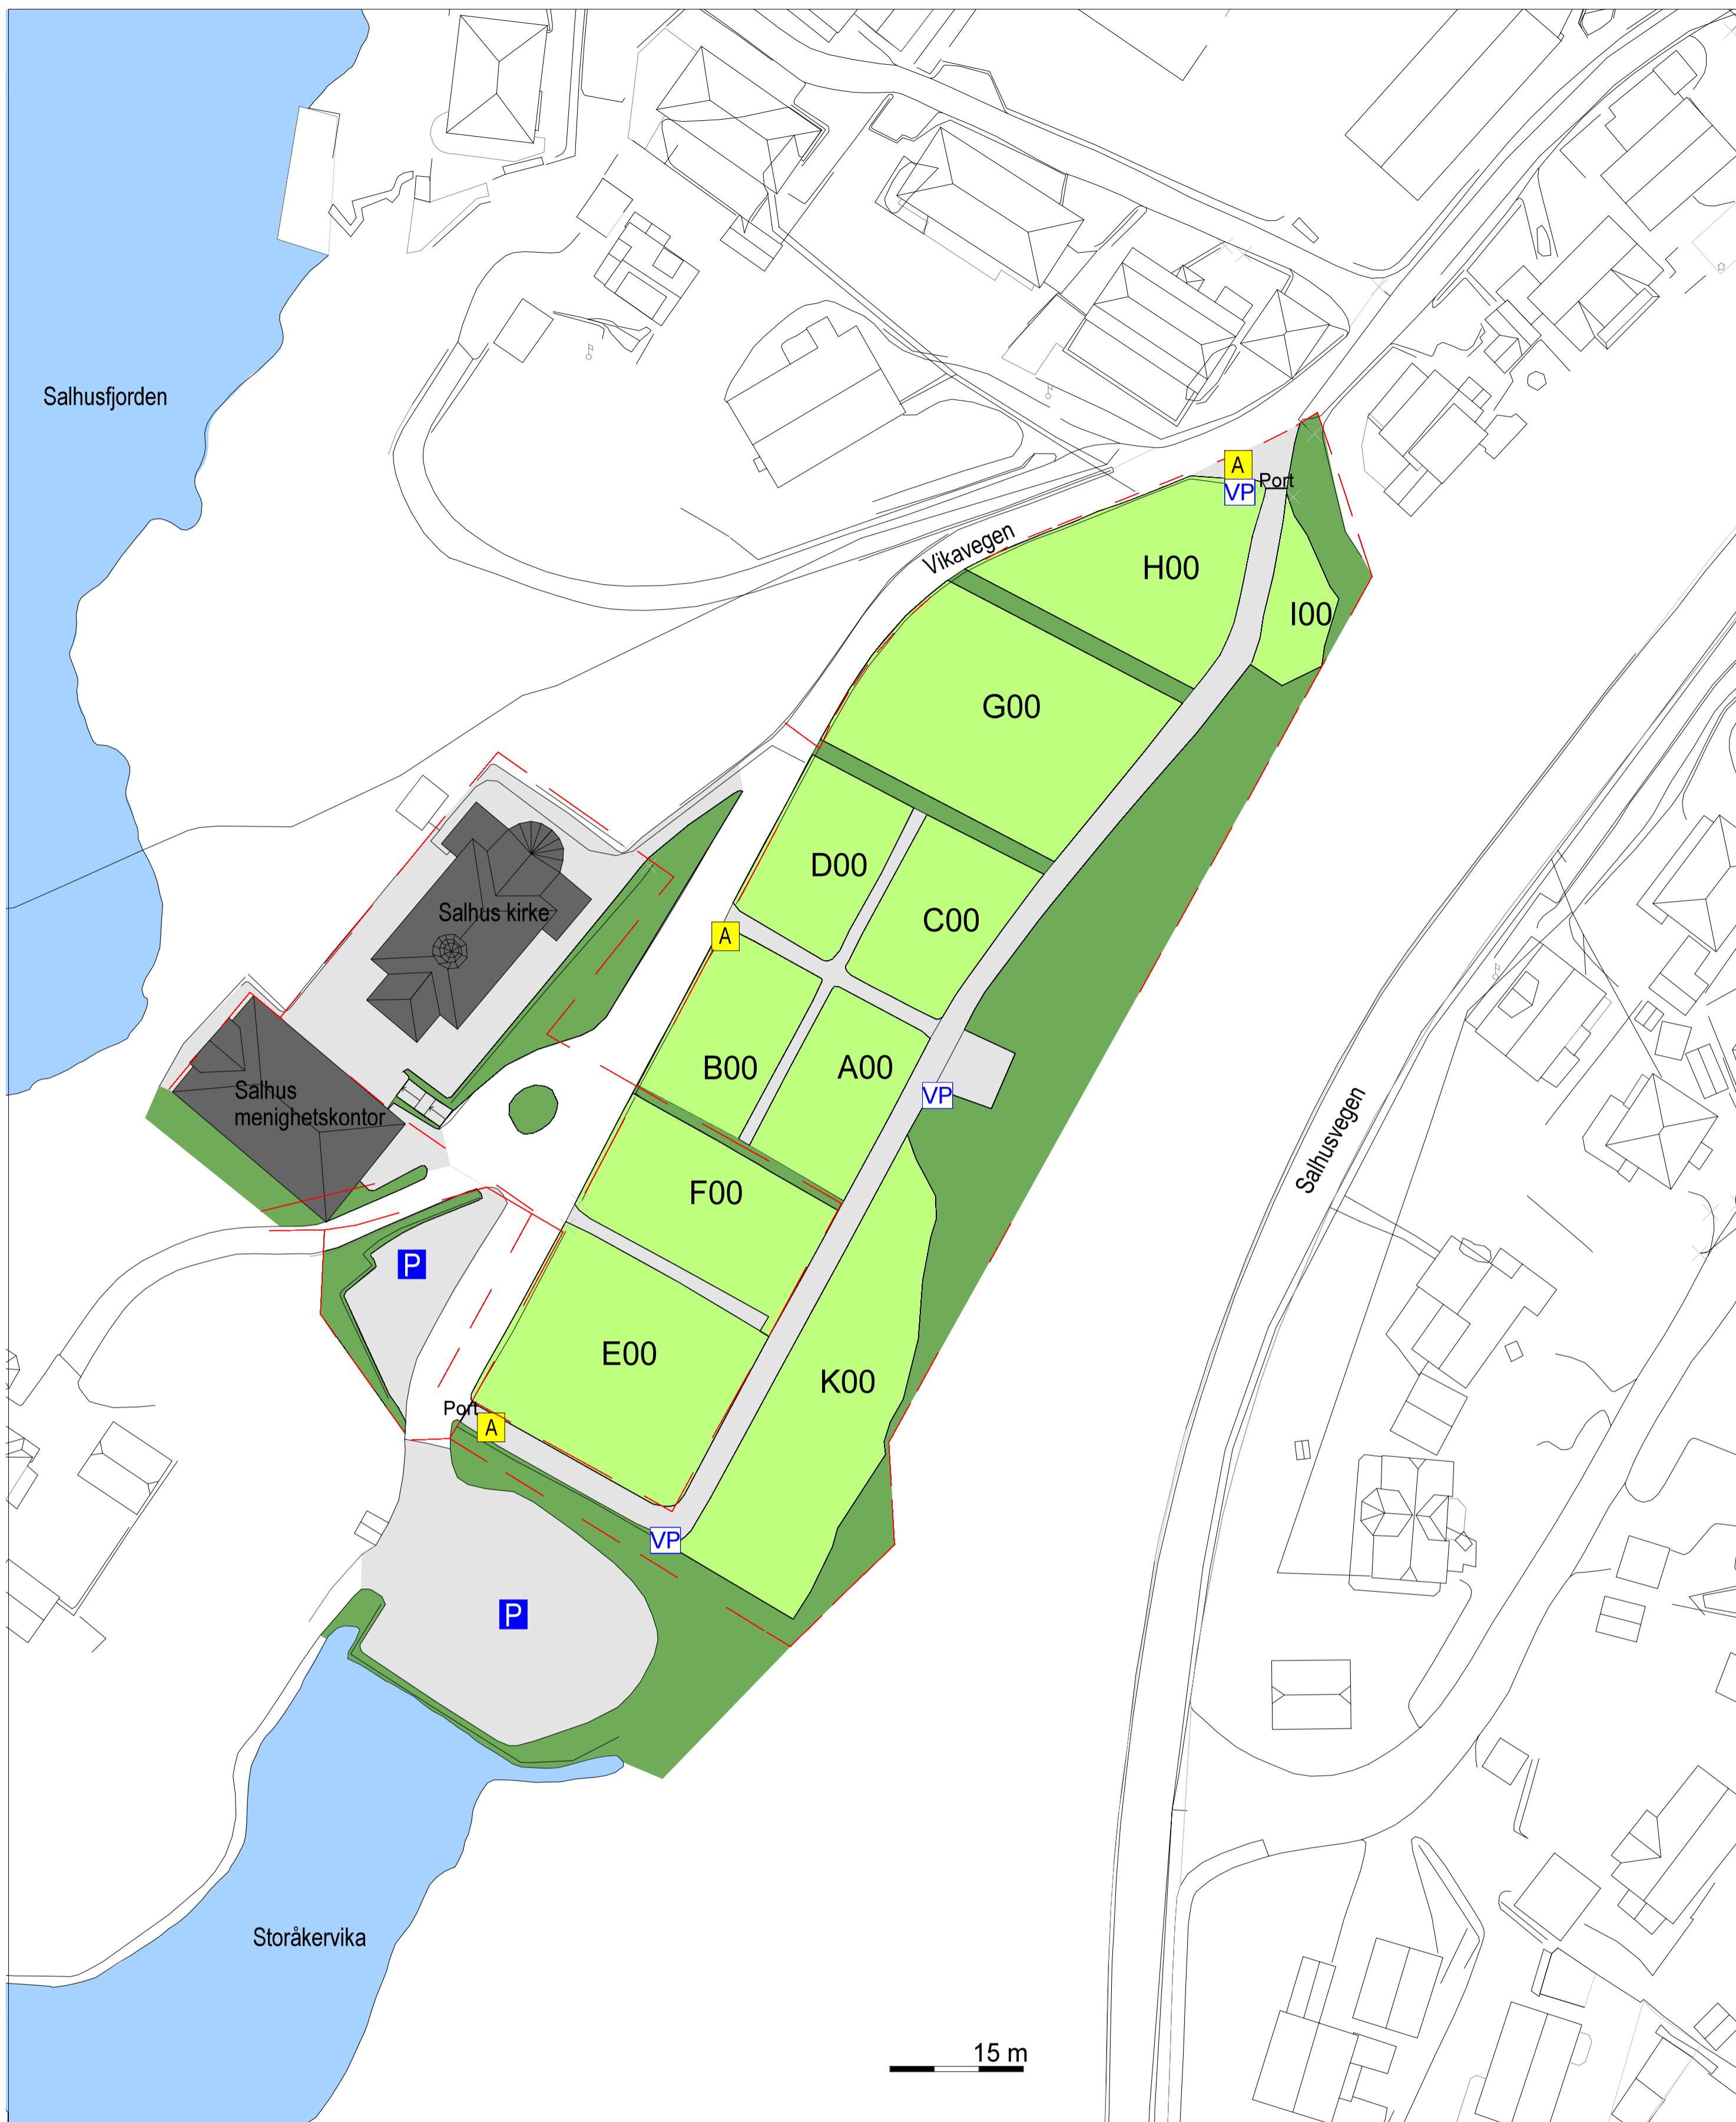 Salhusfjorden
A
Port
VP
Vikavegen
H00
I00
G00
D00
C00
Salhus kirke
A
B00
A00
VP
Salhus
menighetskontor
Salhusvegen
F00
P
E00
K00
Port
A
VP
P
Storåkervika
15 m